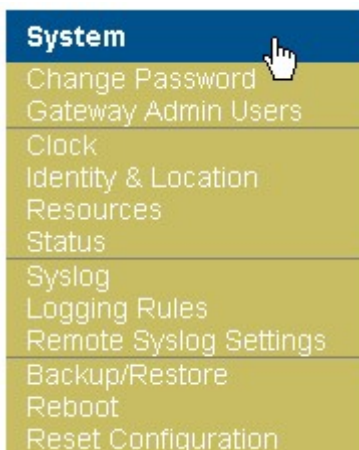 System
Change Password
Gateway Admin Users
Clock
Identity & Location
Resources
Status
Syslog
Logging Rules
Remote Syslog Settings
Backup/Restore
Reboot
Reset Configuration